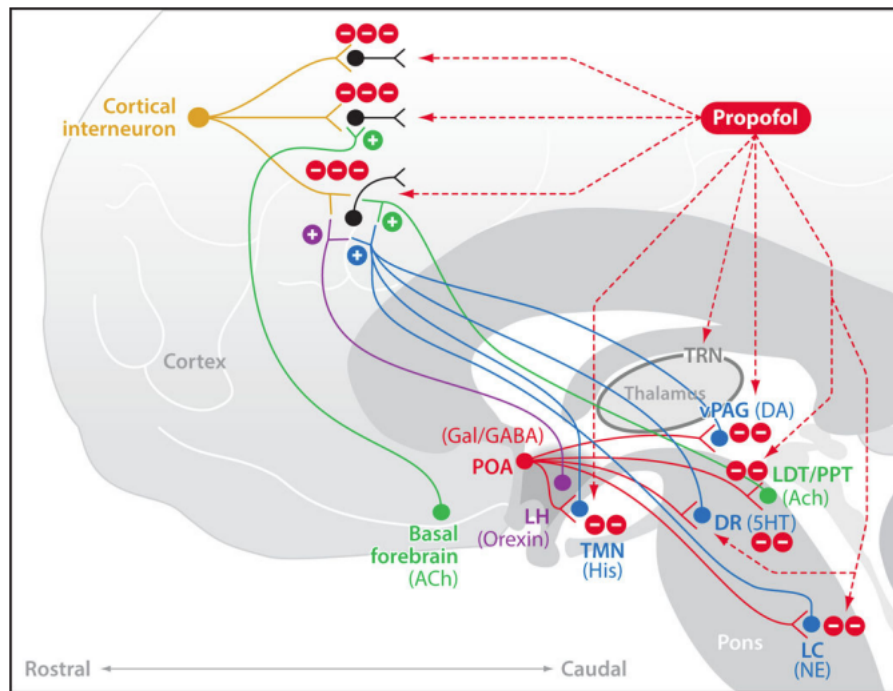 Propofol
Cortical
interneuron
Cortex
TRN
Thalamus
vPAG (DA)
(Gal/GABA)
POA
LDT/PPT
(Ach)
LH
(Orexin)
DR (5HT)
Basal
forebrain
(ACh)
TMN
(His)
Pons
LC
(NE)
Rostral
Caudal